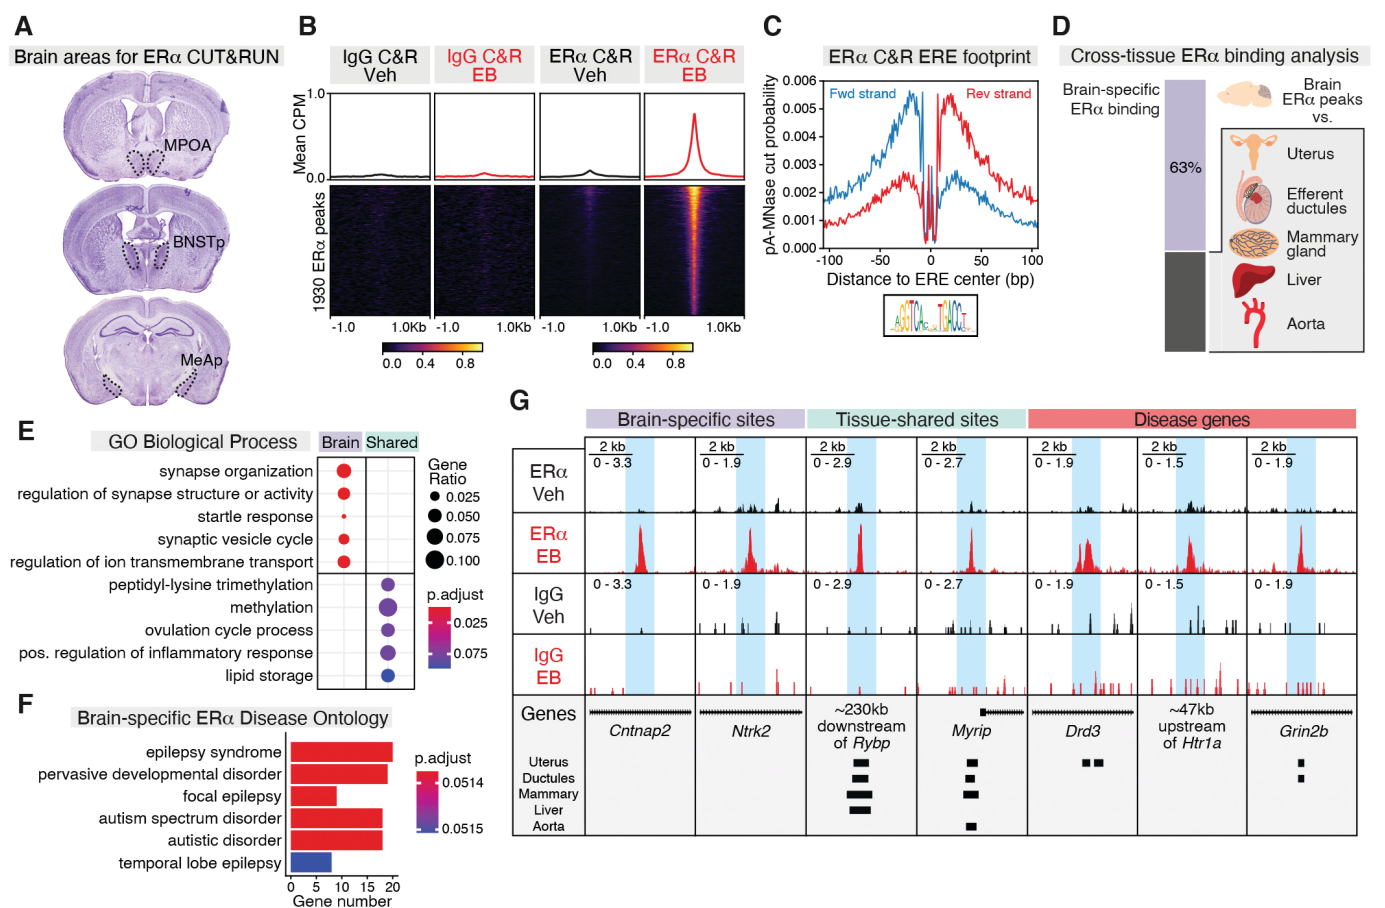 A
Brain areas for ERα CUT&RUN
MPOA
BNSTp
MeAp
B
IgG C&R
Veh
IgG C&R
EB
ERα C&R
Veh
ERα C&R
EB
Mean CPM
1.0
0.0
1930 ERα peaks
-1.0 1.0Kb
-1.0 1.0Kb
-1.0 1.0Kb
-1.0 1.0Kb
0.0 0.4 0.8
0.0 0.4 0.8
C
ERα C&R ERE footprint
pA-MNase cut probability
0.006
0.005
0.004
0.003
0.002
0.001
0.000
Fwd strand
Rev strand
-100 -50 0 50 100
Distance to ERE center (bp)
D
Cross-tissue ERα binding analysis
Brain-specific
ERα binding
63%
Brain
ERα peaks
vs.
Uterus
Efferent
ductules
Mammary
gland
Liver
Aorta
E
GO Biological Process
Brain
Shared
synapse organization
regulation of synapse structure or activity
startle response
synaptic vesicle cycle
regulation of ion transmembrane transport
peptidyl-lysine trimethylation
methylation
ovulation cycle process
pos. regulation of inflammatory response
lipid storage
Gene
Ratio
0.025
0.050
0.075
0.100
p.adjust
0.025
0.075
F
Brain-specific ERα Disease Ontology
epilepsy syndrome
pervasive developmental disorder
focal epilepsy
autism spectrum disorder
autistic disorder
temporal lobe epilepsy
0 5 10 15 20
Gene number
p.adjust
0.0514
0.0515
G
Brain-specific sites
Tissue-shared sites
Disease genes
2 kb 2 kb 2 kb 2 kb 2 kb 2 kb 2 kb
0 - 3.3 0 - 1.9 0 - 2.9 0 - 2.7 0 - 1.9 0 - 1.5 0 - 1.9
ERα
Veh
ERα
EB
0 - 3.3 0 - 1.9 0 - 2.9 0 - 2.7 0 - 1.9 0 - 1.5 0 - 1.9
IgG
Veh
IgG
EB
Genes
Cntnap2
Ntrk2
~230kb
downstream
of Rybp
Myrip
Drd3
~47kb
upstream
of Htr1a
Grin2b
Uterus
Ductules
Mammary
Liver
Aorta